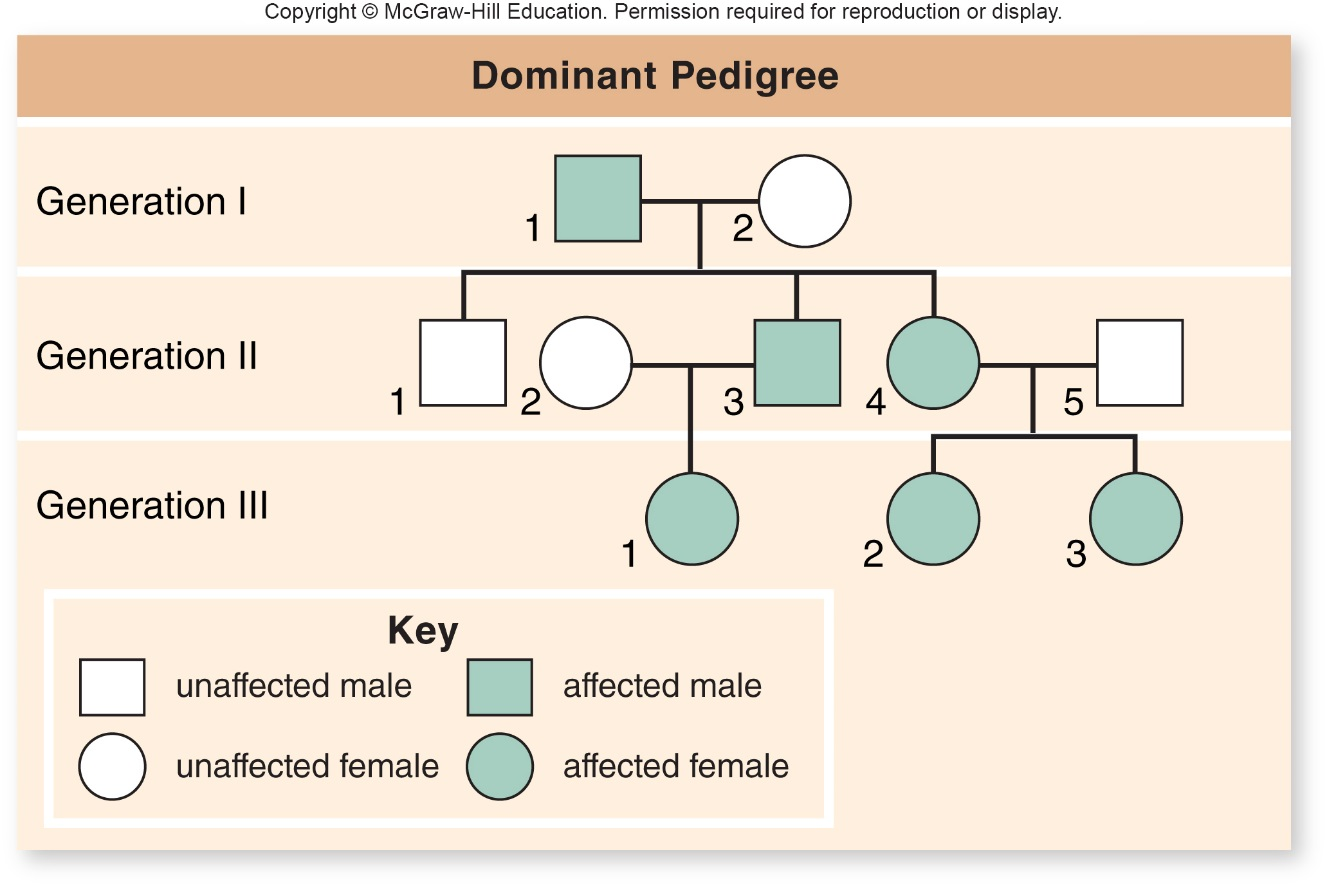 Copyright © McGraw-Hill Education. Permission required for reproduction or display.
Dominant Pedigree
Generation I
1
2
Generation II
1
2
3
4
5
Generation III
1
2
3
Key
unaffected male
affected male
unaffected female
affected female